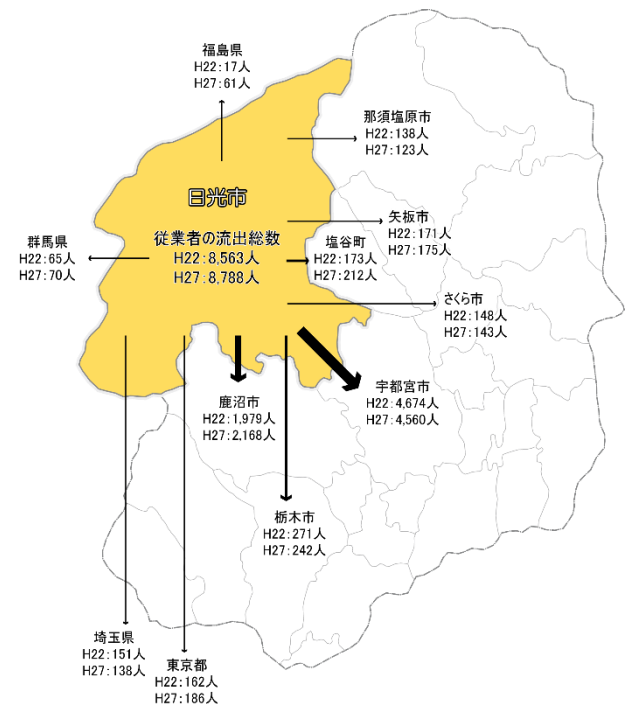 福島県
H22:17人
H27:61人
那須塩原市
H22:138人
H27:123人
日光市
矢板市
H22:171人
H27:175人
従業者の流出総数
H22:8,563人
H27:8,788人
群馬県
H22:65人
H27:70人
塩谷町
H22:173人
H27:212人
さくら市
H22:148人
H27:143人
宇都宮市
H22:4,674人
H27:4,560人
鹿沼市
H22:1,979人
H27:2,168人
栃木市
H22:271人
H27:242人
埼玉県
H22:151人
H27:138人
東京都
H22:162人
H27:186人